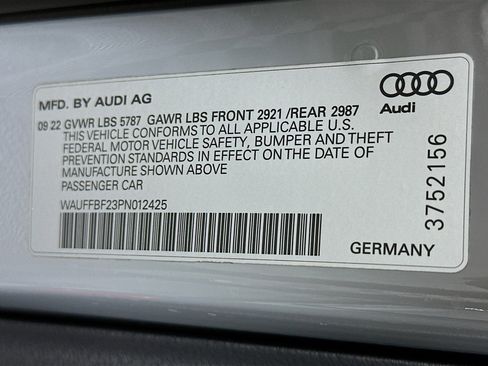 MFD. BY AUDI AG
09 22 GVWR LBS 5787 GAWR LBS FRONT 2921 /REAR 2987
THIS VEHICLE CONFORMS TO ALL APPLICABLE U.S.
FEDERAL MOTOR VEHICLE SAFETY, BUMPER AND THEFT
PREVENTION STANDARDS IN EFFECT ON THE DATE OF
MANUFACTURE SHOWN ABOVE
PASSENGER CAR
WAUFFBF23PN012425
Audi
3752156
GERMANY